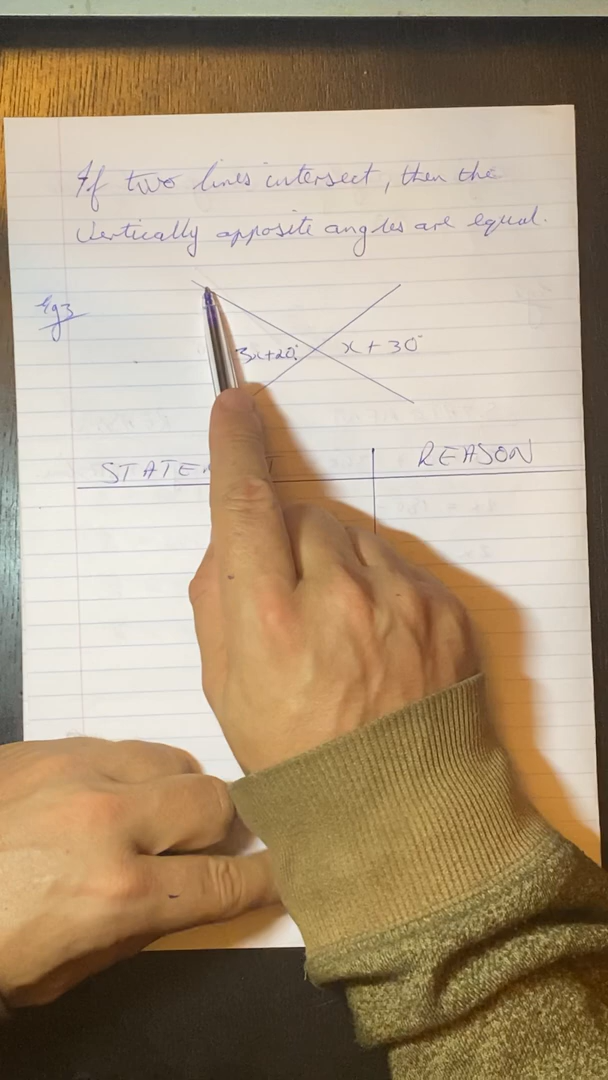 If two lines intersect, then the
Vertically opposite angles are equal.
Eg3
3x+20° x + 30°
REASON